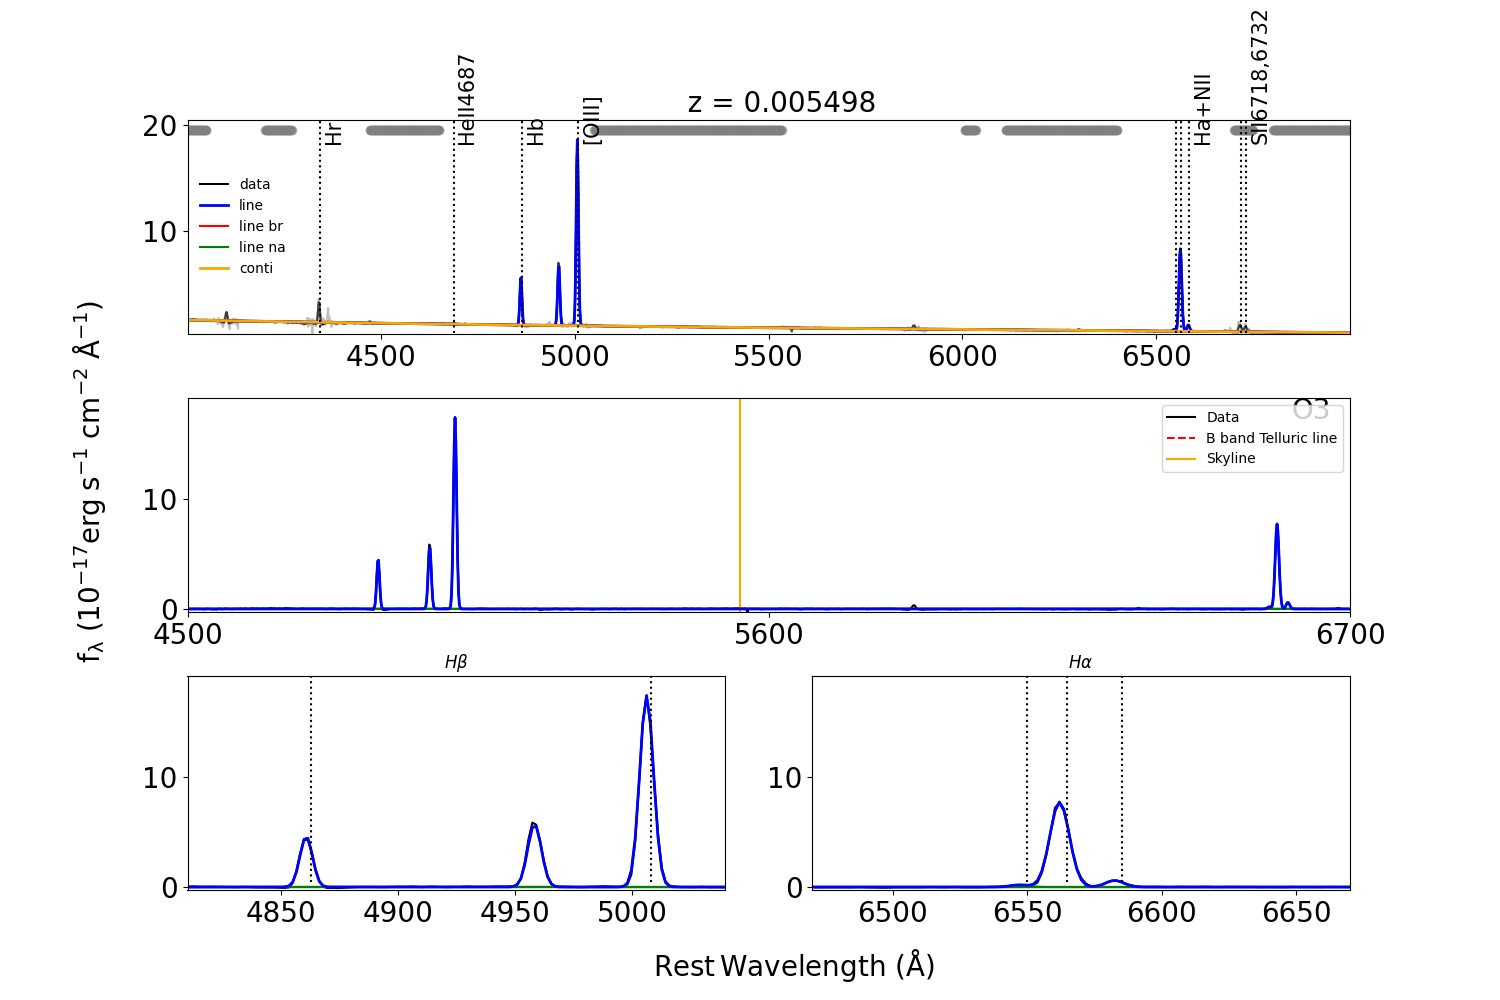 z = 0.005498
Hr
HeII4687
Hb
[OIII]
Ha+NII
SII6718,6732
20
10
data
line
line br
line na
conti
4500 5000 5500 6000 6500
f_λ (10^−17 erg s^−1 cm^−2 Å^−1)
O3
10
0
Data
B band Telluric line
Skyline
4500 5600 6700
Hβ
10
0
4850 4900 4950 5000
Hα
10
0
6500 6550 6600 6650
Rest Wavelength (Å)